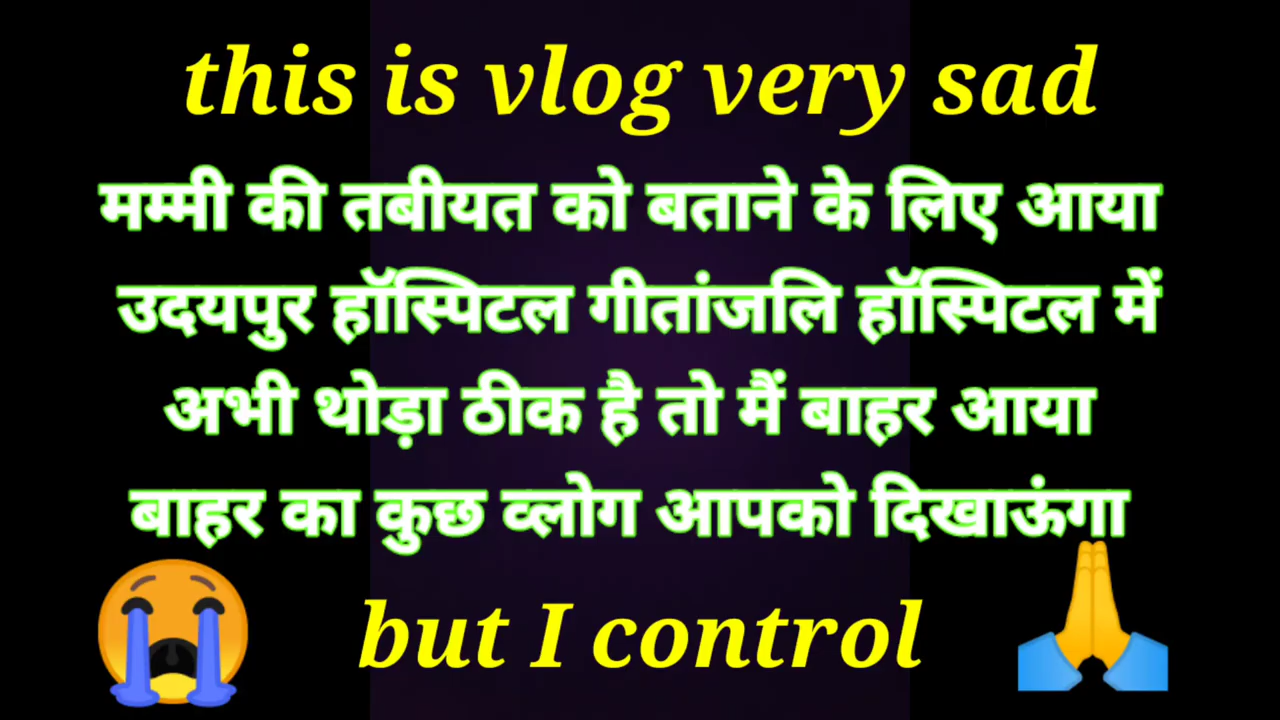 this is vlog very sad
मम्मी की तबीयत को बताने के लिए आया
उदयपुर हॉस्पिटल गीतांजलि हॉस्पिटल में
अभी थोड़ा ठीक है तो मैं बाहर आया
बाहर का कुछ व्लोग आपको दिखाऊंगा
but I control